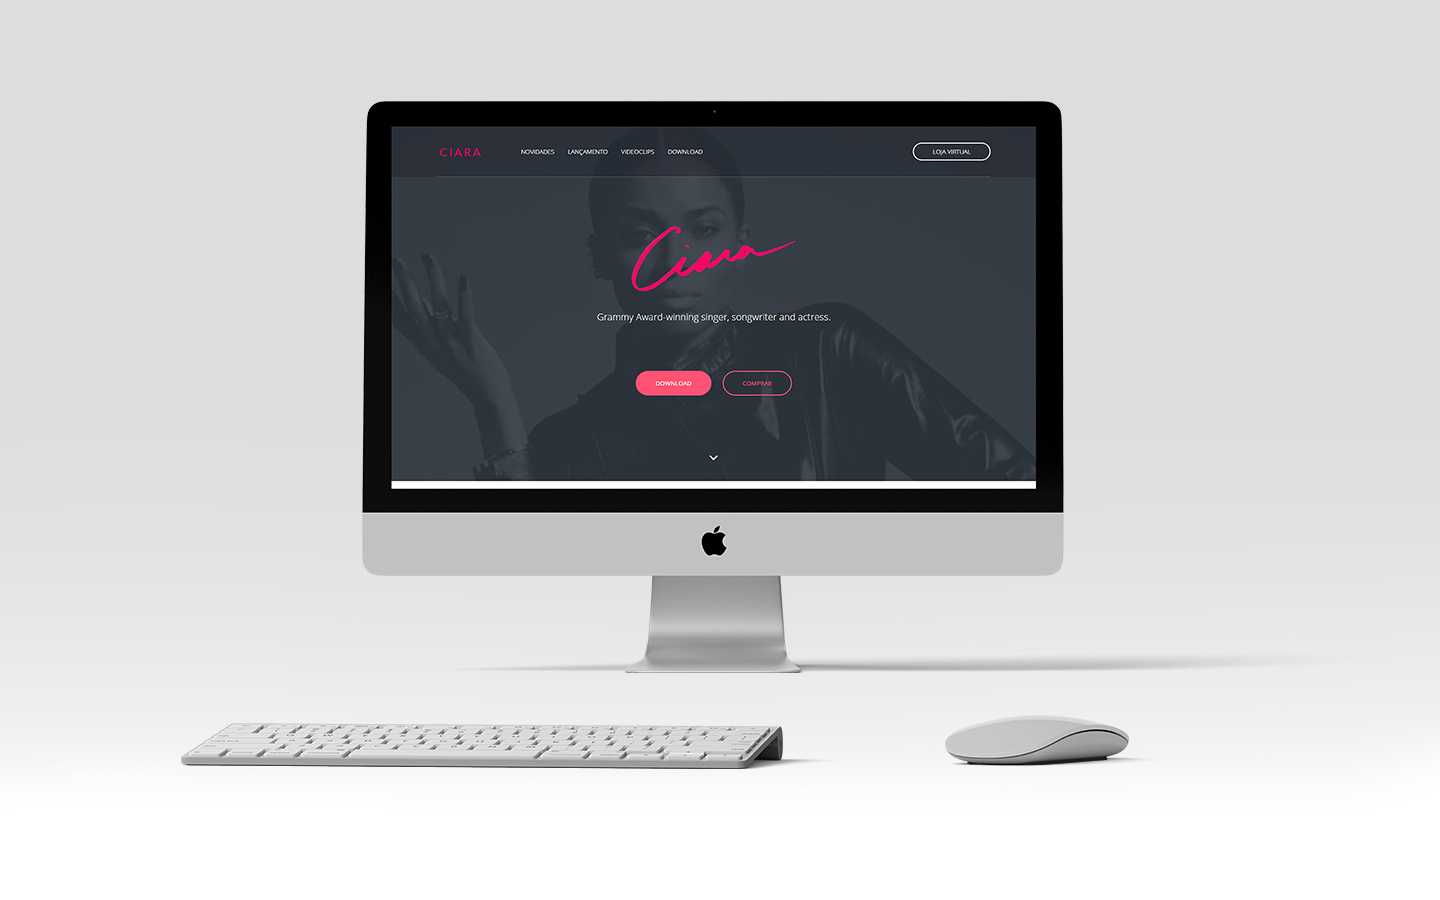 CIARA NOVIDADES LANÇAMENTO VIDEOCLIPS DOWNLOAD LOJA VIRTUAL
Ciara
Grammy Award-winning singer, songwriter and actress.
DOWNLOAD COMPRAR